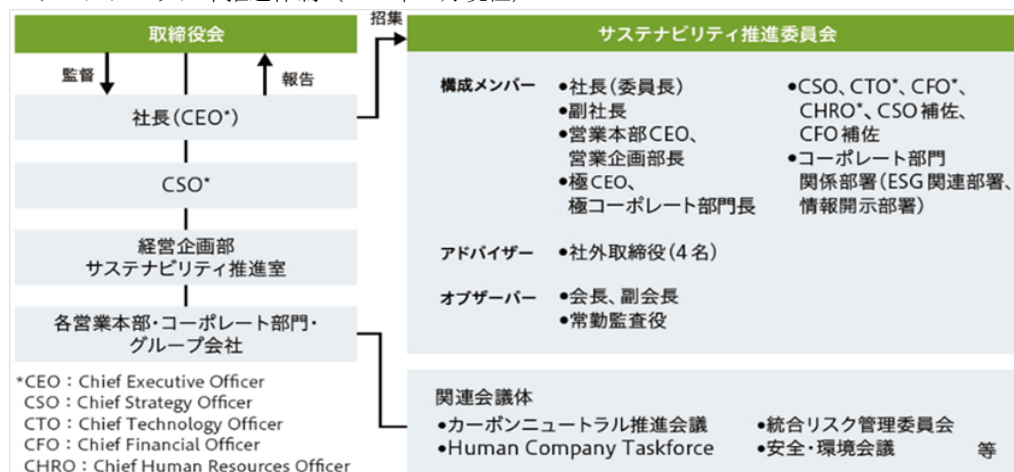 招集
取締役会
監督
報告
社長（CEO*）
CSO*
経営企画部
サステナビリティ推進室
各営業本部・コーポレート部門・
グループ会社
*CEO：Chief Executive Officer
CSO：Chief Strategy Officer
CTO：Chief Technology Officer
CFO：Chief Financial Officer
CHRO：Chief Human Resources Officer
サステナビリティ推進委員会
構成メンバー
●社長（委員長）
●副社長
●営業本部CEO、
営業企画部長
●極CEO、
極コーポレート部門長
●CSO、CTO*、CFO*、
CHRO*、CSO補佐、
CFO補佐
●コーポレート部門
関係部署（ESG関連部署、
情報開示部署）
アドバイザー
●社外取締役（4名）
オブザーバー
●会長、副会長
●常勤監査役
関連会議体
●カーボンニュートラル推進会議
●Human Company Taskforce
●統合リスク管理委員会
●安全・環境会議
等